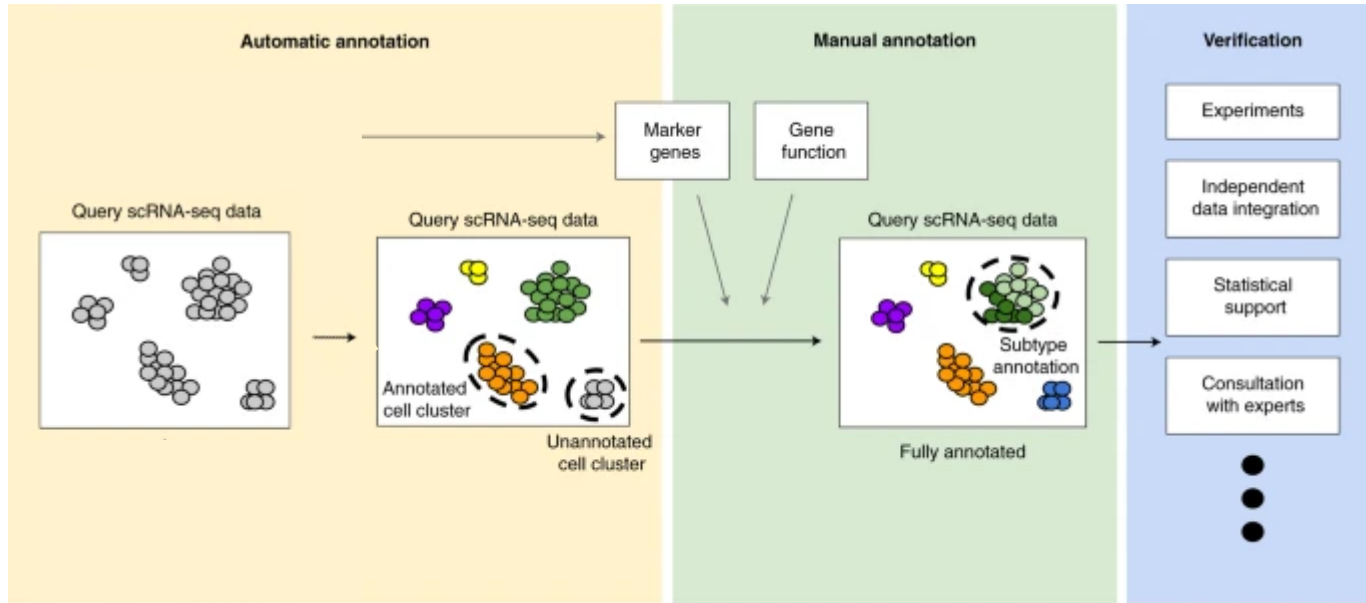 Automatic annotation
Manual annotation
Verification
Marker
genes
Gene
function
Experiments
Independent
data integration
Statistical
support
Consultation
with experts
Query scRNA-seq data
Query scRNA-seq data
Annotated
cell cluster
Unannotated
cell cluster
Query scRNA-seq data
Subtype
annotation
Fully annotated